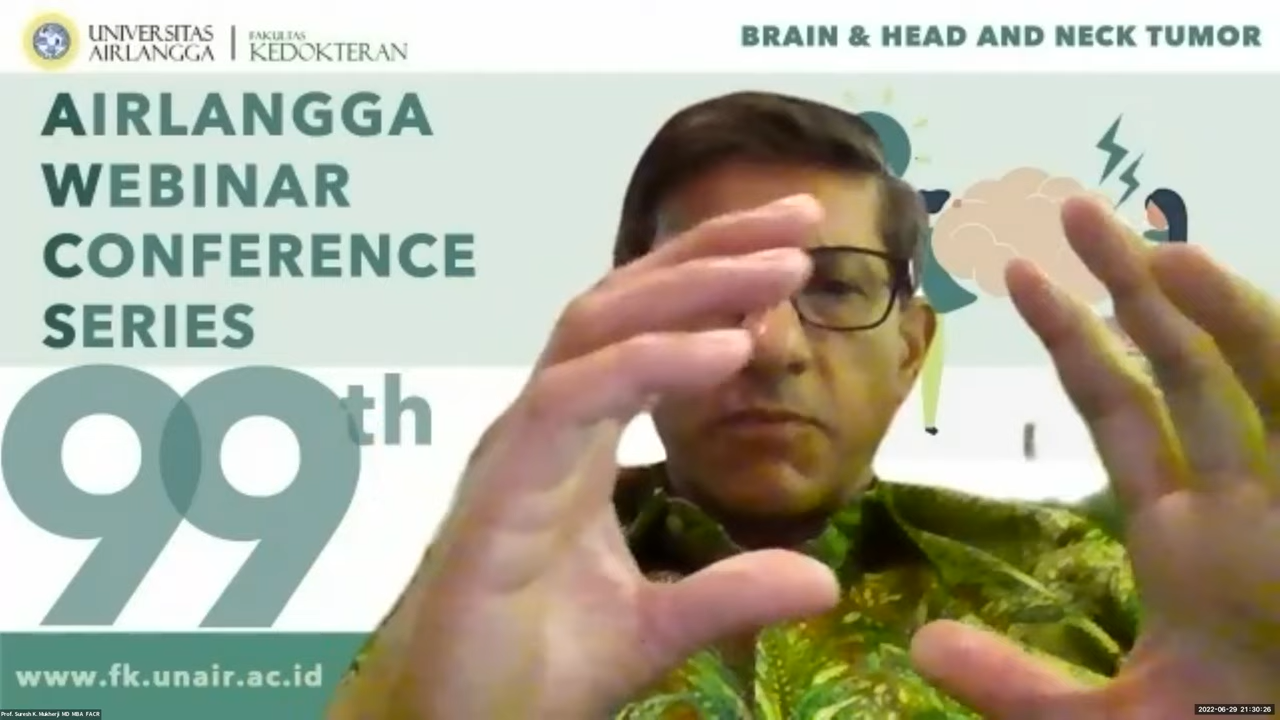 UNIVERSITAS
AIRLANGGA
FAKULTAS
KEDOKTERAN
BRAIN & HEAD AND NECK TUMOR
AIRLANGGA
WEBINAR
CONFERENCE
SERIES
99th
www.fk.unair.ac.id
Prof. Suresh K. Mukherji MD MBA FACR
2022-06-29 21:30:26